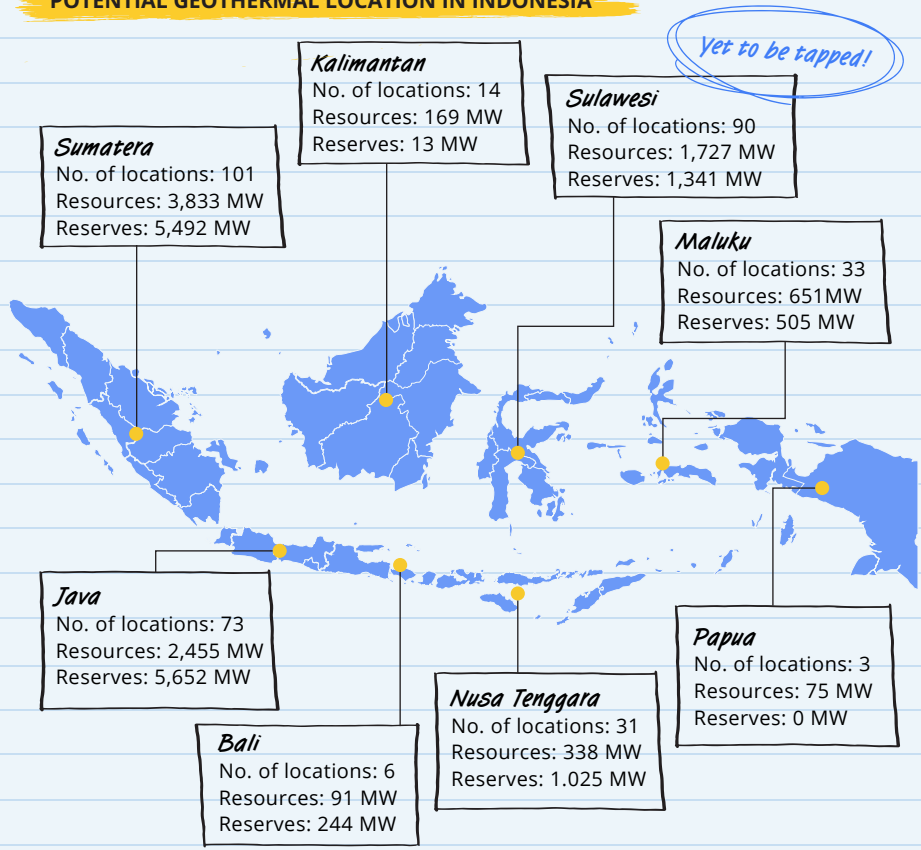 POTENTIAL GEOTHERMAL LOCATION IN INDONESIA
Yet to be tapped!
Kalimantan
No. of locations: 14
Resources: 169 MW
Reserves: 13 MW
Sulawesi
No. of locations: 90
Resources: 1,727 MW
Reserves: 1,341 MW
Sumatera
No. of locations: 101
Resources: 3,833 MW
Reserves: 5,492 MW
Maluku
No. of locations: 33
Resources: 651MW
Reserves: 505 MW
Java
No. of locations: 73
Resources: 2,455 MW
Reserves: 5,652 MW
Papua
No. of locations: 3
Resources: 75 MW
Reserves: 0 MW
Nusa Tenggara
No. of locations: 31
Resources: 338 MW
Reserves: 1.025 MW
Bali
No. of locations: 6
Resources: 91 MW
Reserves: 244 MW